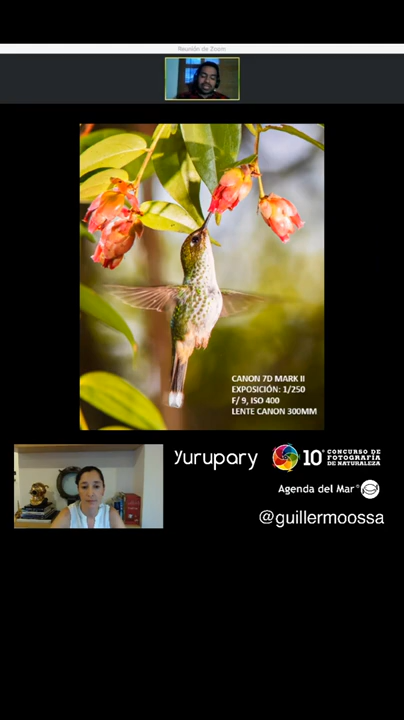 Reunión de Zoom
CANON 7D MARK II
EXPOSICIÓN: 1/250
F/ 9, ISO 400
LENTE CANON 300MM
Yurupary
10° CONCURSO DE
FOTOGRAFÍA
DE NATURALEZA
Agenda del Mar
@guillermoossa